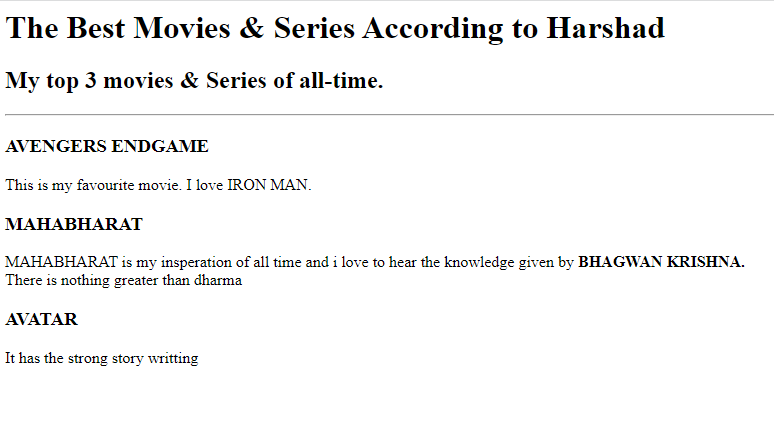 The Best Movies & Series According to Harshad
My top 3 movies & Series of all-time.
AVENGERS ENDGAME
This is my favourite movie. I love IRON MAN.
MAHABHARAT
MAHABHARAT is my insperation of all time and i love to hear the knowledge given by BHAGWAN KRISHNA.
There is nothing greater than dharma
AVATAR
It has the strong story writting